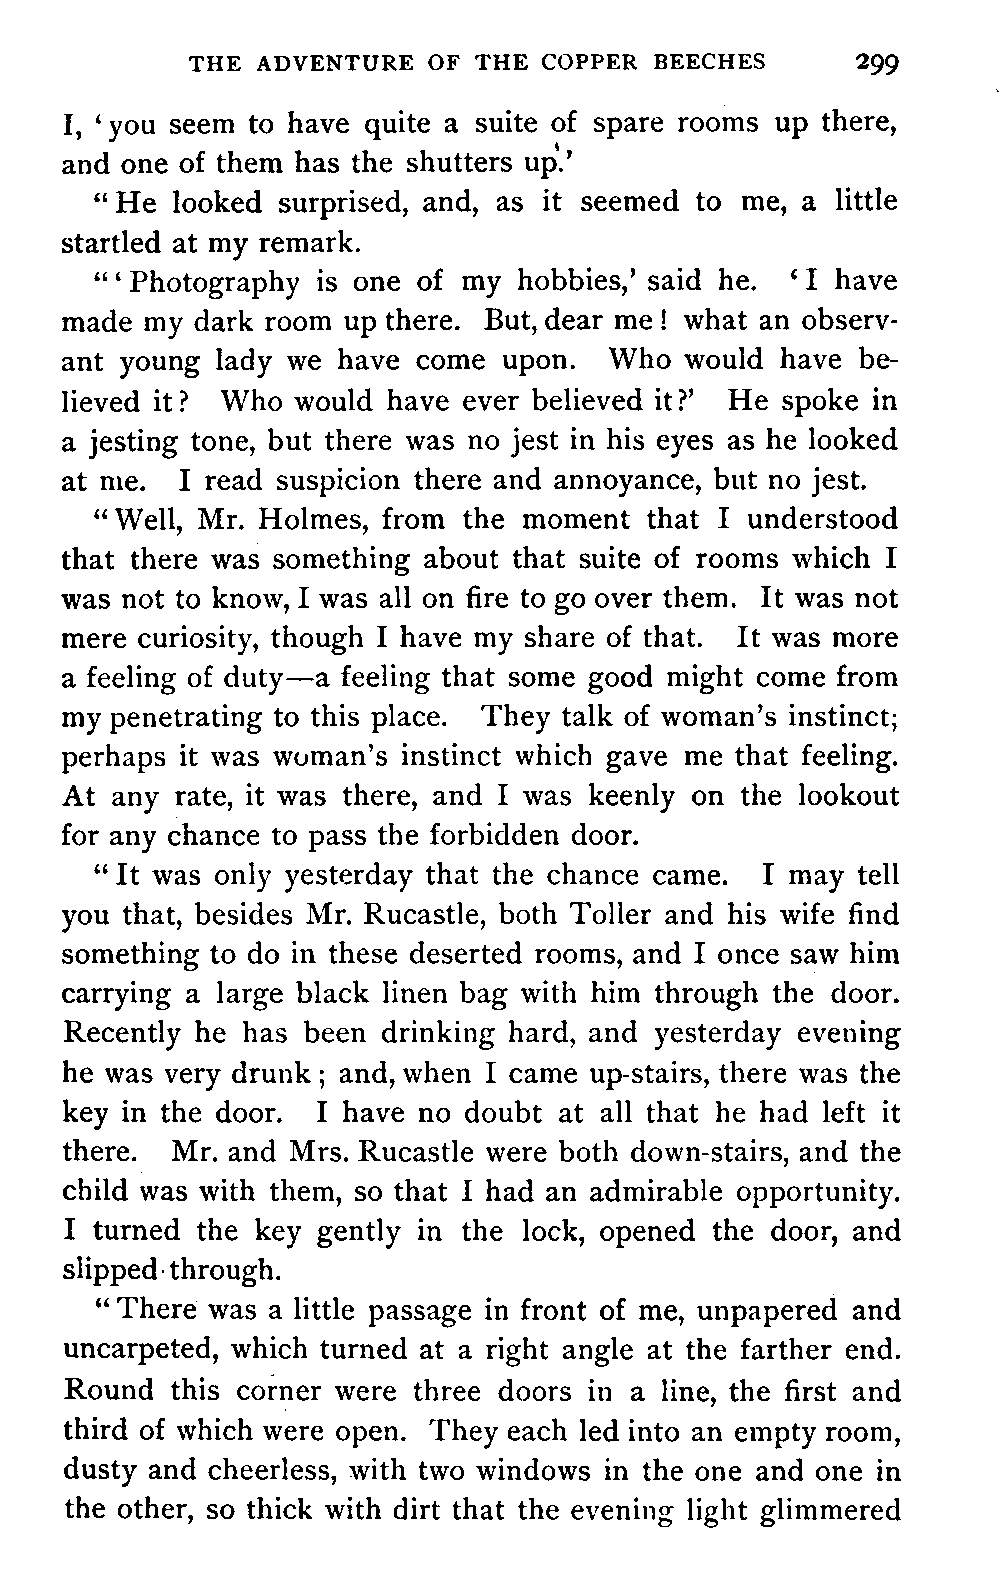 THE ADVENTURE OF THE COPPER BEECHES 299
I, ‘you seem to have quite a suite of spare rooms up there,
and one of them has the shutters up.’
“He looked surprised, and, as it seemed to me, a little
startled at my remark.
“‘Photography is one of my hobbies,’ said he. ‘I have
made my dark room up there. But, dear me! what an observ-
ant young lady we have come upon. Who would have be-
lieved it? Who would have ever believed it?’ He spoke in
a jesting tone, but there was no jest in his eyes as he looked
at me. I read suspicion there and annoyance, but no jest.
“Well, Mr. Holmes, from the moment that I understood
that there was something about that suite of rooms which I
was not to know, I was all on fire to go over them. It was not
mere curiosity, though I have my share of that. It was more
a feeling of duty—a feeling that some good might come from
my penetrating to this place. They talk of woman’s instinct;
perhaps it was woman’s instinct which gave me that feeling.
At any rate, it was there, and I was keenly on the lookout
for any chance to pass the forbidden door.
“It was only yesterday that the chance came. I may tell
you that, besides Mr. Rucastle, both Toller and his wife find
something to do in these deserted rooms, and I once saw him
carrying a large black linen bag with him through the door.
Recently he has been drinking hard, and yesterday evening
he was very drunk; and, when I came up-stairs, there was the
key in the door. I have no doubt at all that he had left it
there. Mr. and Mrs. Rucastle were both down-stairs, and the
child was with them, so that I had an admirable opportunity.
I turned the key gently in the lock, opened the door, and
slipped through.
“There was a little passage in front of me, unpapered and
uncarpeted, which turned at a right angle at the farther end.
Round this corner were three doors in a line, the first and
third of which were open. They each led into an empty room,
dusty and cheerless, with two windows in the one and one in
the other, so thick with dirt that the evening light glimmered